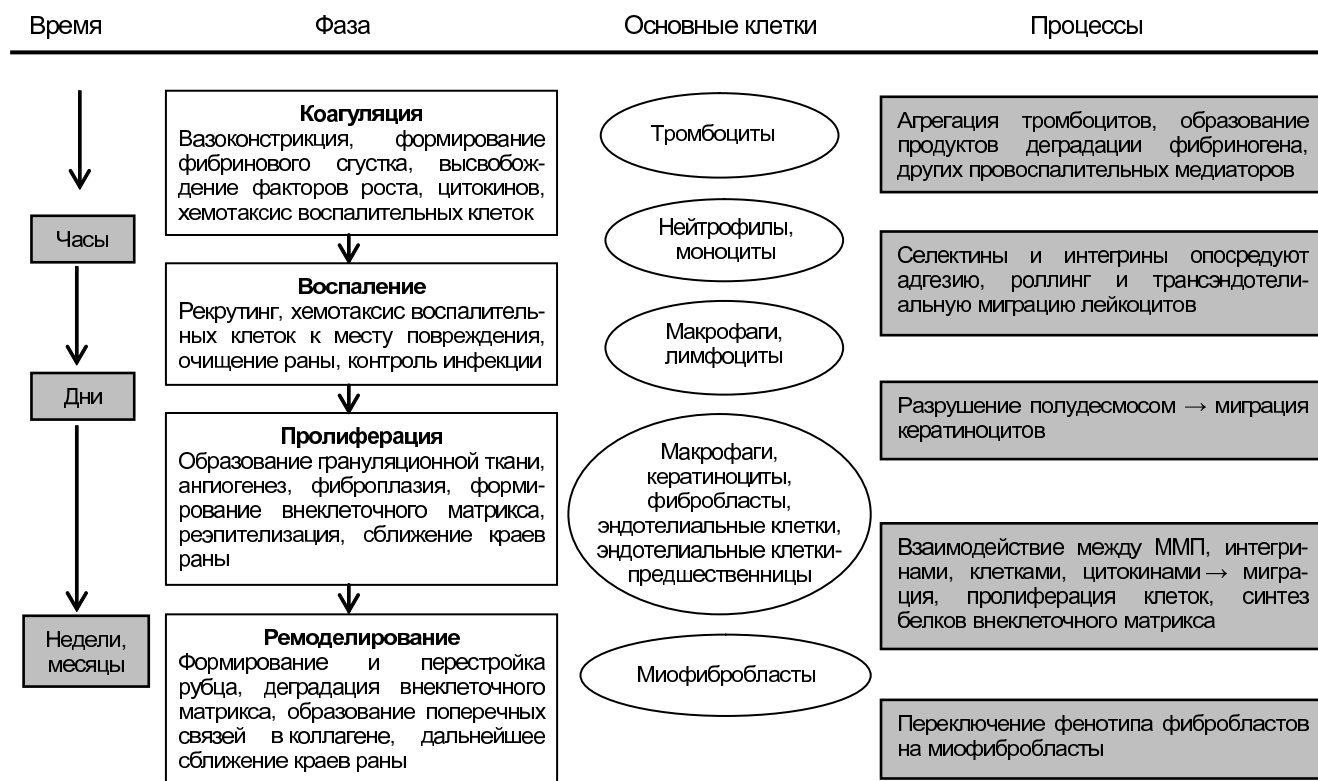 Время
Фаза
Основные клетки
Процессы
Часы
Дни
Недели,
месяцы
Коагуляция
Вазоконстрикция, формирование
фибринового сгустка, высвобож-
дение факторов роста, цитокинов,
хемотаксис воспалительных клеток
Воспаление
Рекрутинг, хемотаксис воспалитель-
ных клеток к месту повреждения,
очищение раны, контроль инфекции
Пролиферация
Образование грануляционной ткани,
ангиогенез, фиброплазия, форми-
рование внеклеточного матрикса,
реэпителизация, сближение краев
раны
Ремоделирование
Формирование и перестройка
рубца, деградация внеклеточного
матрикса, образование поперечных
связей в коллагене, дальнейшее
сближение краев раны
Тромбоциты
Нейтрофилы,
моноциты
Макрофаги,
лимфоциты
Макрофаги,
кератиноциты,
фибробласты,
эндотелиальные клетки,
эндотелиальные клетки-
предшественницы
Миофибробласты
Агрегация тромбоцитов, образование
продуктов деградации фибриногена,
других провоспалительных медиаторов
Селектины и интегрины опосредуют
адгезию, роллинг и трансэндотели-
альную миграцию лейкоцитов
Разрушение полудесмосом → миграция
кератиноцитов
Взаимодействие между ММП, интегри-
нами, клетками, цитокинами → мигра-
ция, пролиферация клеток, синтез
белков внеклеточного матрикса
Переключение фенотипа фибробластов
на миофибробласты